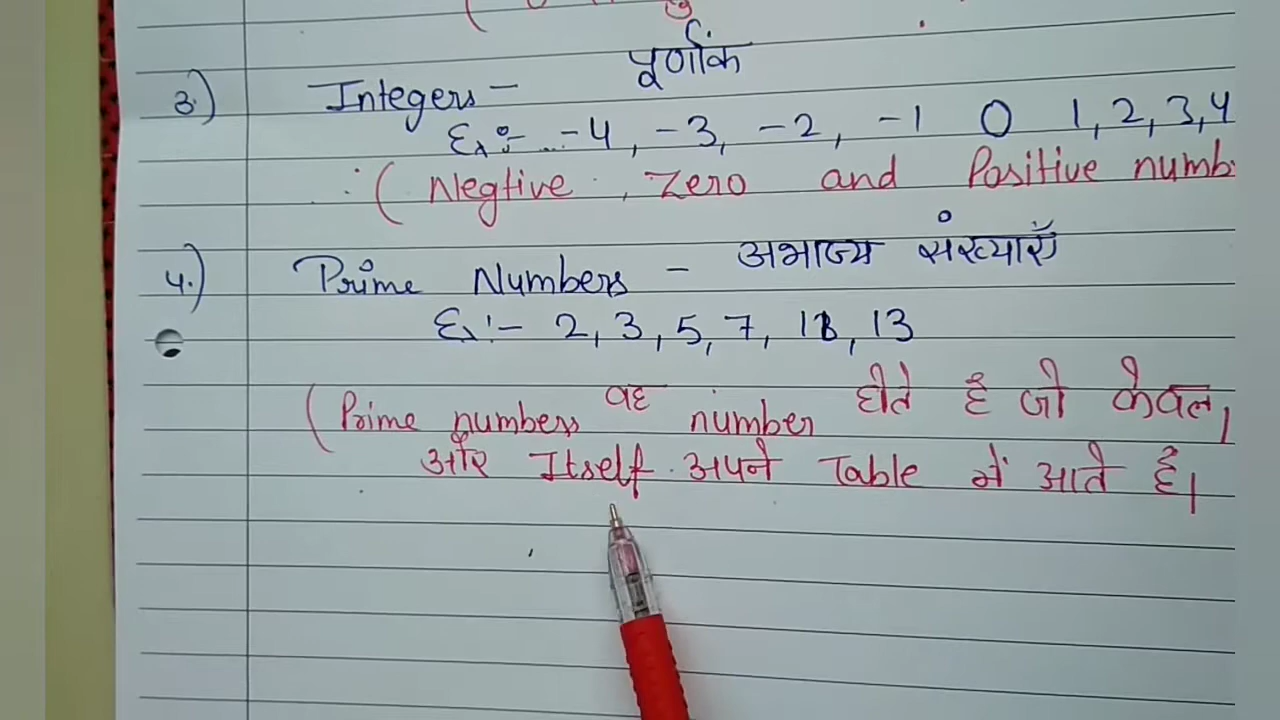 3.) Integers - पूर्णांक
Ex:- ... -4, -3, -2, -1 0 1, 2, 3, 4
(Negtive, Zero and Positive numb
4.) Prime Numbers - अभाज्य संख्याएँ
Ex:- 2, 3, 5, 7, 11, 13
(Prime numbers वह number होते है जो केवल 1
और Itself अपने Table में आते है।